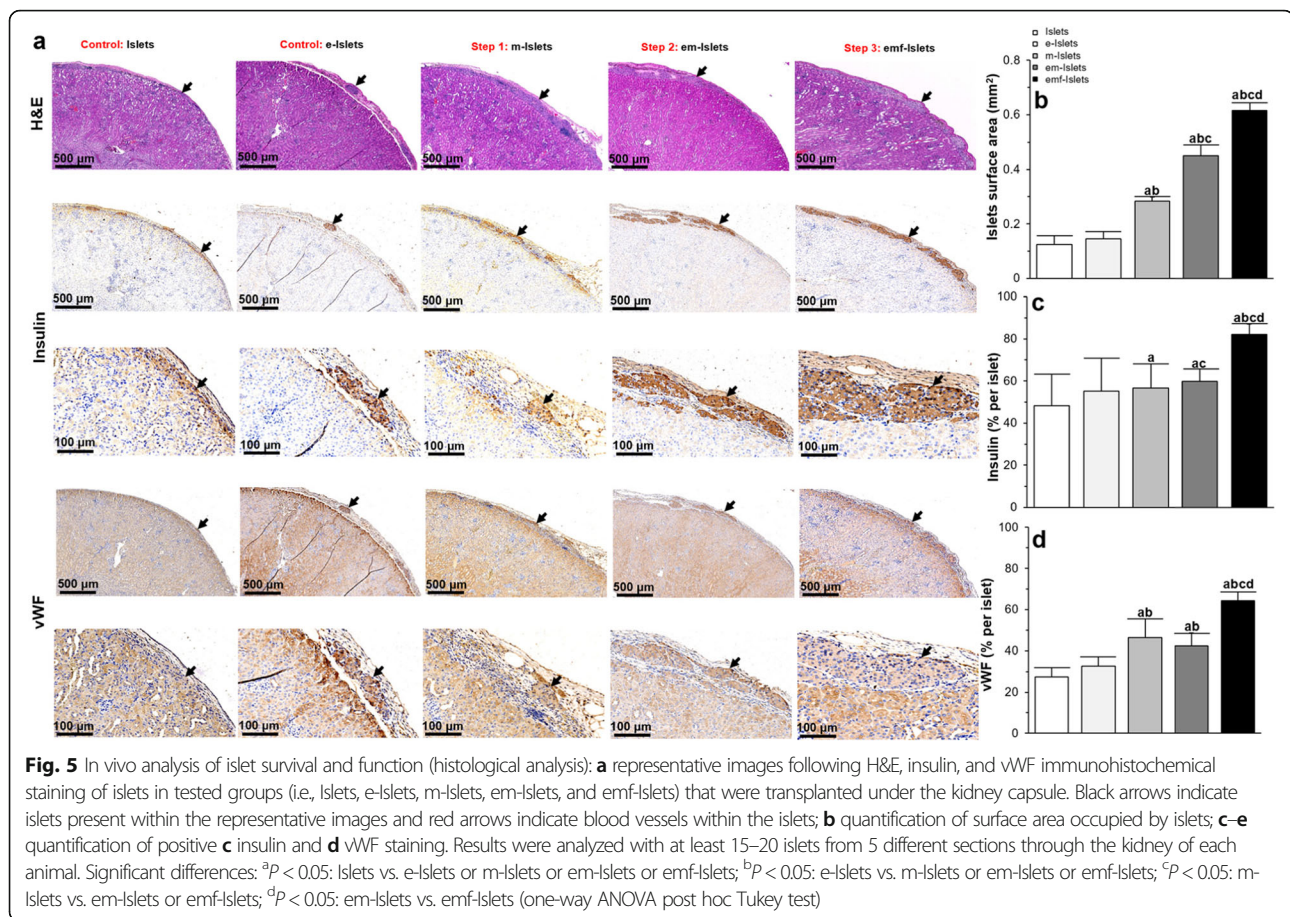 a
Control: Islets
Control: e-Islets
Step 1: m-Islets
Step 2: em-Islets
Step 3: emf-Islets
H&E
500 µm
500 µm
500 µm
500 µm
500 µm
Insulin
500 µm
500 µm
500 µm
500 µm
500 µm
100 µm
100 µm
100 µm
100 µm
100 µm
vWF
500 µm
500 µm
500 µm
500 µm
500 µm
100 µm
100 µm
100 µm
100 µm
100 µm
Islets
e-Islets
m-Islets
em-Islets
emf-Islets
b
Islets surface area (mm²)
0.8
0.6
0.4
0.2
0
ab
abc
abcd
c
Insulin (% per islet)
100
80
60
40
20
0
a
ac
abcd
d
vWF (% per islet)
100
80
60
40
20
0
ab
ab
abcd
Fig. 5 In vivo analysis of islet survival and function (histological analysis): a representative images following H&E, insulin, and vWF immunohistochemical
staining of islets in tested groups (i.e., Islets, e-Islets, m-Islets, em-Islets, and emf-Islets) that were transplanted under the kidney capsule. Black arrows indicate
islets present within the representative images and red arrows indicate blood vessels within the islets; b quantification of surface area occupied by islets; c–e
quantification of positive c insulin and d vWF staining. Results were analyzed with at least 15–20 islets from 5 different sections through the kidney of each
animal. Significant differences: ᵃP < 0.05: Islets vs. e-Islets or m-Islets or em-Islets or emf-Islets; ᵇP < 0.05: e-Islets vs. m-Islets or em-Islets or emf-Islets; ᶜP < 0.05: m-
Islets vs. em-Islets or emf-Islets; ᵈP < 0.05: em-Islets vs. emf-Islets (one-way ANOVA post hoc Tukey test)